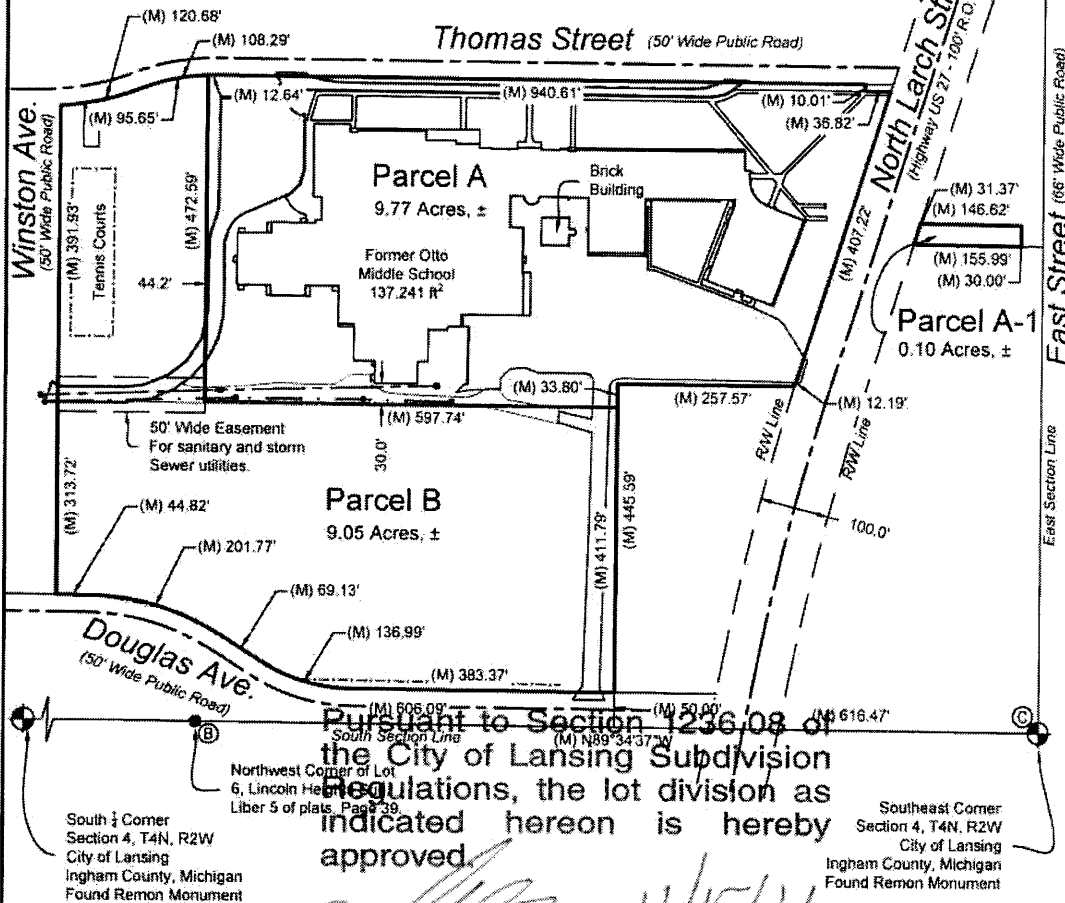 (M) 120.68'
(M) 108.29'
Thomas Street (50' Wide Public Road)
(M) 12.64'
(M) 940.61'
(M) 10.01'
(M) 36.82'
(M) 95.65'
Winston Ave.
(50' Wide Public Road)
North Larch
(Highway US 27 - 100' R.O.
East Street (66' Wide Public Road)
Parcel A
9.77 Acres, ±
Brick
Building
(M) 31.37'
(M) 146.62'
(M) 391.93'
Tennis Courts
(M) 472.59'
44.2'
Former Otto
Middle School
137.241 ft²
(M) 407.22'
(M) 155.99'
(M) 30.00'
Parcel A-1
0.10 Acres, ±
(M) 33.80'
(M) 257.57'
(M) 12.19'
(M) 597.74'
50' Wide Easement
For sanitary and storm
Sewer utilities.
30.0'
R/W Line
R/W Line
East Section Line
(M) 313.72'
Parcel B
9.05 Acres, ±
(M) 44.82'
(M) 201.77'
(M) 69.13'
(M) 136.99'
(M) 411.79'
(M) 445.59'
100.0'
Douglas Ave.
(50' Wide Public Road)
(M) 383.37'
(M) 606.09'
(M) 50.00'
(M) 616.47'
B
South Section Line
(M) N89°34'37"W
C
Northwest Corner of Lot
6, Lincoln
Liber 5 of plats, Page 39.
Pursuant to Section 1236.08 of
the City of Lansing Subdivision
Regulations, the lot division as
indicated hereon is hereby
approved.
South ¼ Corner
Section 4, T4N, R2W
City of Lansing
Ingham County, Michigan
Found Remon Monument
Southeast Corner
Section 4, T4N, R2W
City of Lansing
Ingham County, Michigan
Found Remon Monument